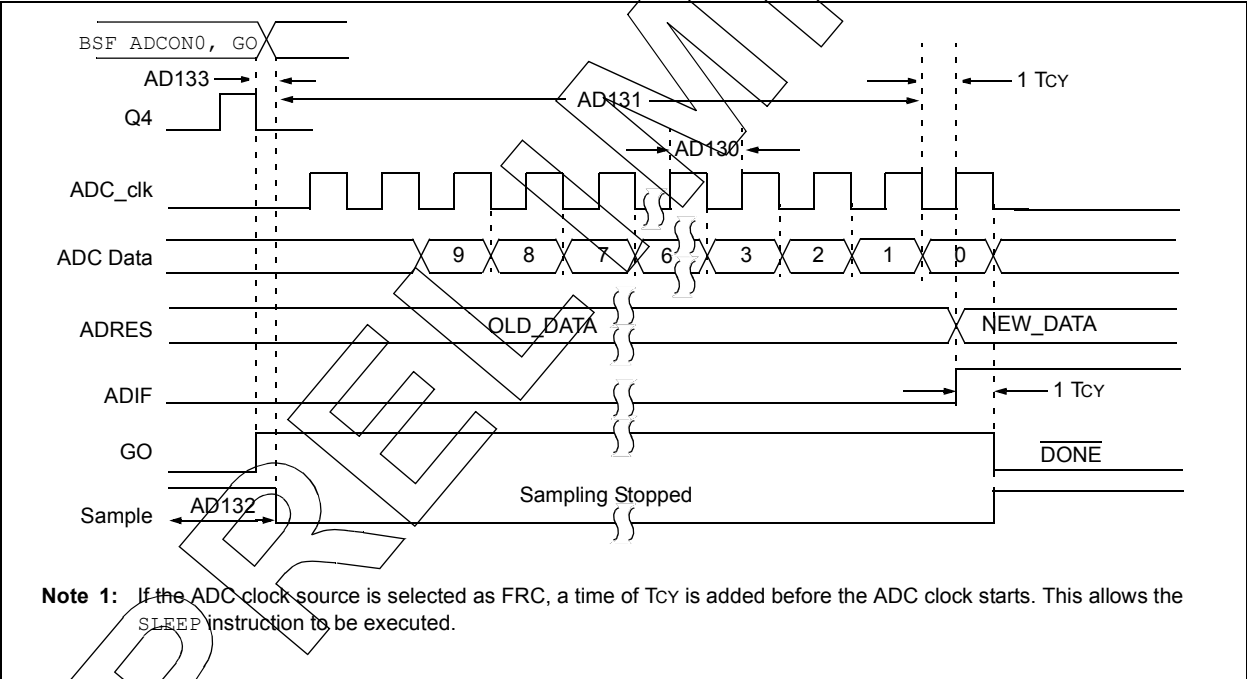 BSF ADCON0, GO
AD133
1 TCY
AD131
Q4
AD130
ADC_clk
ADC Data
9 8 7 6 3 2 1 0
ADRES
OLD_DATA
NEW_DATA
ADIF
1 TCY
GO
DONE
AD132
Sampling Stopped
Sample
Note 1: If the ADC clock source is selected as FRC, a time of TCY is added before the ADC clock starts. This allows the
SLEEP instruction to be executed.
PRELIM